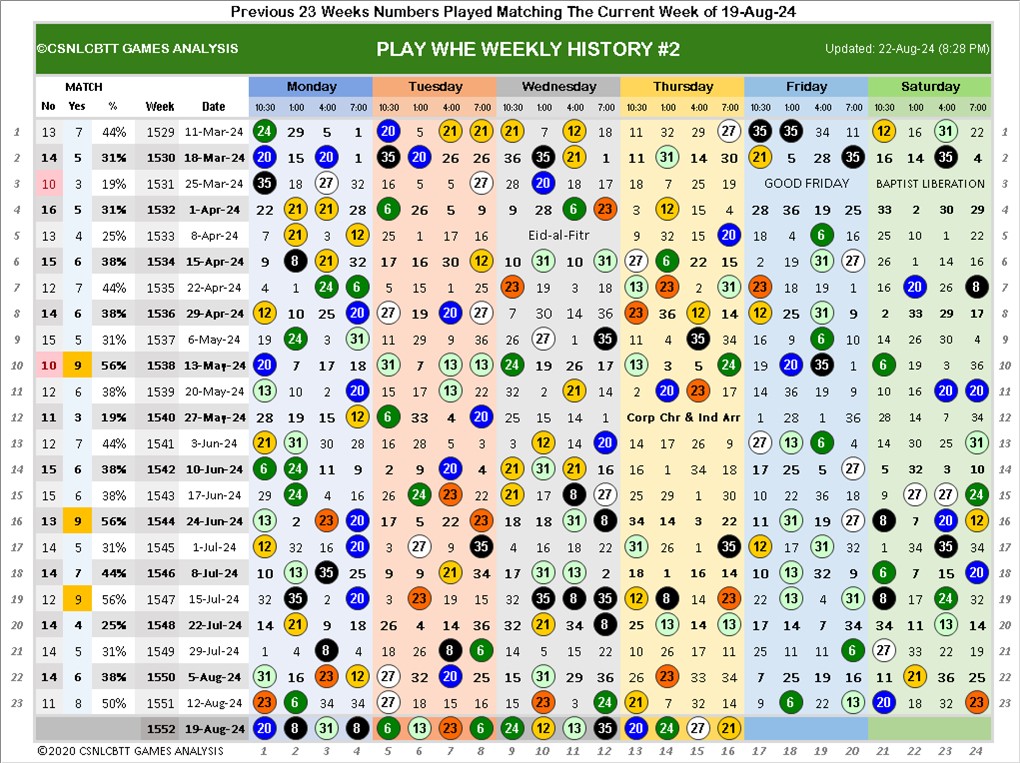 Previous 23 Weeks Numbers Played Matching The Current Week of 19-Aug-24
©CSNLCBTT GAMES ANALYSIS PLAY WHE WEEKLY HISTORY #2 Updated: 22-Aug-24 (8:28 PM)
MATCH Monday Tuesday Wednesday Thursday Friday Saturday
No Yes % Week Date 10:30 1:00 4:00 7:00 10:30 1:00 4:00 7:00 10:30 1:00 4:00 7:00 10:30 1:00 4:00 7:00 10:30 1:00 4:00 7:00 10:30 1:00 4:00 7:00
1 13 7 44% 1529 11-Mar-24 24 29 5 1 20 5 21 21 21 7 12 18 11 32 29 27 35 35 34 11 12 16 31 22 1
2 14 5 31% 1530 18-Mar-24 20 15 20 1 35 20 26 26 36 35 21 1 11 31 14 30 21 5 28 35 16 14 35 4 2
3 10 3 19% 1531 25-Mar-24 35 18 27 32 16 5 5 27 28 20 18 17 18 7 25 19 GOOD FRIDAY BAPTIST LIBERATION 3
4 16 5 31% 1532 1-Apr-24 22 21 21 28 6 26 5 9 9 28 6 23 3 12 15 4 28 36 19 25 33 2 30 29 4
5 13 4 25% 1533 8-Apr-24 7 21 3 12 25 1 17 16 Eid-al-Fitr 9 32 15 20 18 4 6 16 25 10 1 22 5
6 15 6 38% 1534 15-Apr-24 9 8 21 32 17 16 30 12 10 31 10 31 27 6 22 15 2 19 31 27 26 1 14 16 6
7 12 7 44% 1535 22-Apr-24 4 1 24 6 5 15 1 25 23 19 3 18 13 23 2 31 23 18 31 1 16 20 26 8 7
8 14 6 38% 1536 29-Apr-24 12 10 25 20 27 19 20 27 7 30 14 36 23 36 12 14 12 25 31 9 2 33 29 17 8
9 15 5 31% 1537 6-May-24 19 24 3 31 11 29 9 36 26 27 9 35 11 4 35 34 16 9 6 10 14 26 30 4 9
10 10 9 56% 1538 13-May-24 20 7 17 18 31 7 13 13 24 19 26 17 13 3 5 24 19 20 35 1 6 19 3 36 10
11 12 6 38% 1539 20-May-24 13 10 2 20 15 17 13 22 32 11 21 11 2 20 23 17 14 36 19 9 10 16 20 20 11
12 11 3 19% 1540 27-May-24 28 19 15 12 6 33 4 20 25 15 14 1 Corp Chr & Ind Arr 1 28 1 36 28 14 7 34 12
13 12 7 44% 1541 3-Jun-24 21 31 30 28 16 28 5 3 3 12 14 20 14 17 26 9 27 13 6 4 14 30 25 31 13
14 15 6 38% 1542 10-Jun-24 6 24 11 9 2 9 20 4 21 31 21 16 16 1 34 18 17 25 5 27 5 32 3 10 14
15 15 6 38% 1543 17-Jun-24 29 24 4 16 26 24 23 22 21 17 8 27 25 29 1 30 10 22 36 18 9 27 27 24 15
16 13 9 56% 1544 24-Jun-24 13 2 23 20 17 5 22 23 18 18 31 8 34 14 3 22 11 31 19 27 8 7 20 12 16
17 14 5 31% 1545 1-Jul-24 12 32 16 20 3 27 9 35 4 16 18 22 31 26 1 35 12 17 31 32 1 34 35 34 17
18 14 7 44% 1546 8-Jul-24 10 13 35 25 9 9 21 34 17 31 13 2 18 1 16 14 10 13 32 9 6 7 15 20 18
19 12 9 56% 1547 15-Jul-24 32 35 2 20 3 23 19 15 32 35 8 35 12 8 14 23 22 13 4 31 8 17 24 32 19
20 14 4 25% 1548 22-Jul-24 14 21 9 18 26 4 14 36 32 21 34 8 25 13 14 13 17 14 7 34 34 11 13 14 20
21 14 5 31% 1549 29-Jul-24 1 4 8 4 11 7 8 6 14 5 15 22 10 26 17 11 25 11 11 6 27 33 22 19 21
22 14 6 38% 1550 5-Aug-24 31 16 23 12 27 32 20 25 15 31 29 36 26 23 33 34 7 25 19 16 11 21 36 25 22
23 11 8 50% 1551 12-Aug-24 23 6 34 34 27 18 15 16 15 23 12 24 21 7 32 14 9 6 22 13 20 18 32 23 23
1552 19-Aug-24 20 8 31 8 6 13 23 6 24 12 13 35 20 24 27 21
©2020 CSNLCBTT GAMES ANALYSIS 1 2 3 4 5 6 7 8 9 10 11 12 13 14 15 16 17 18 19 20 21 22 23 24